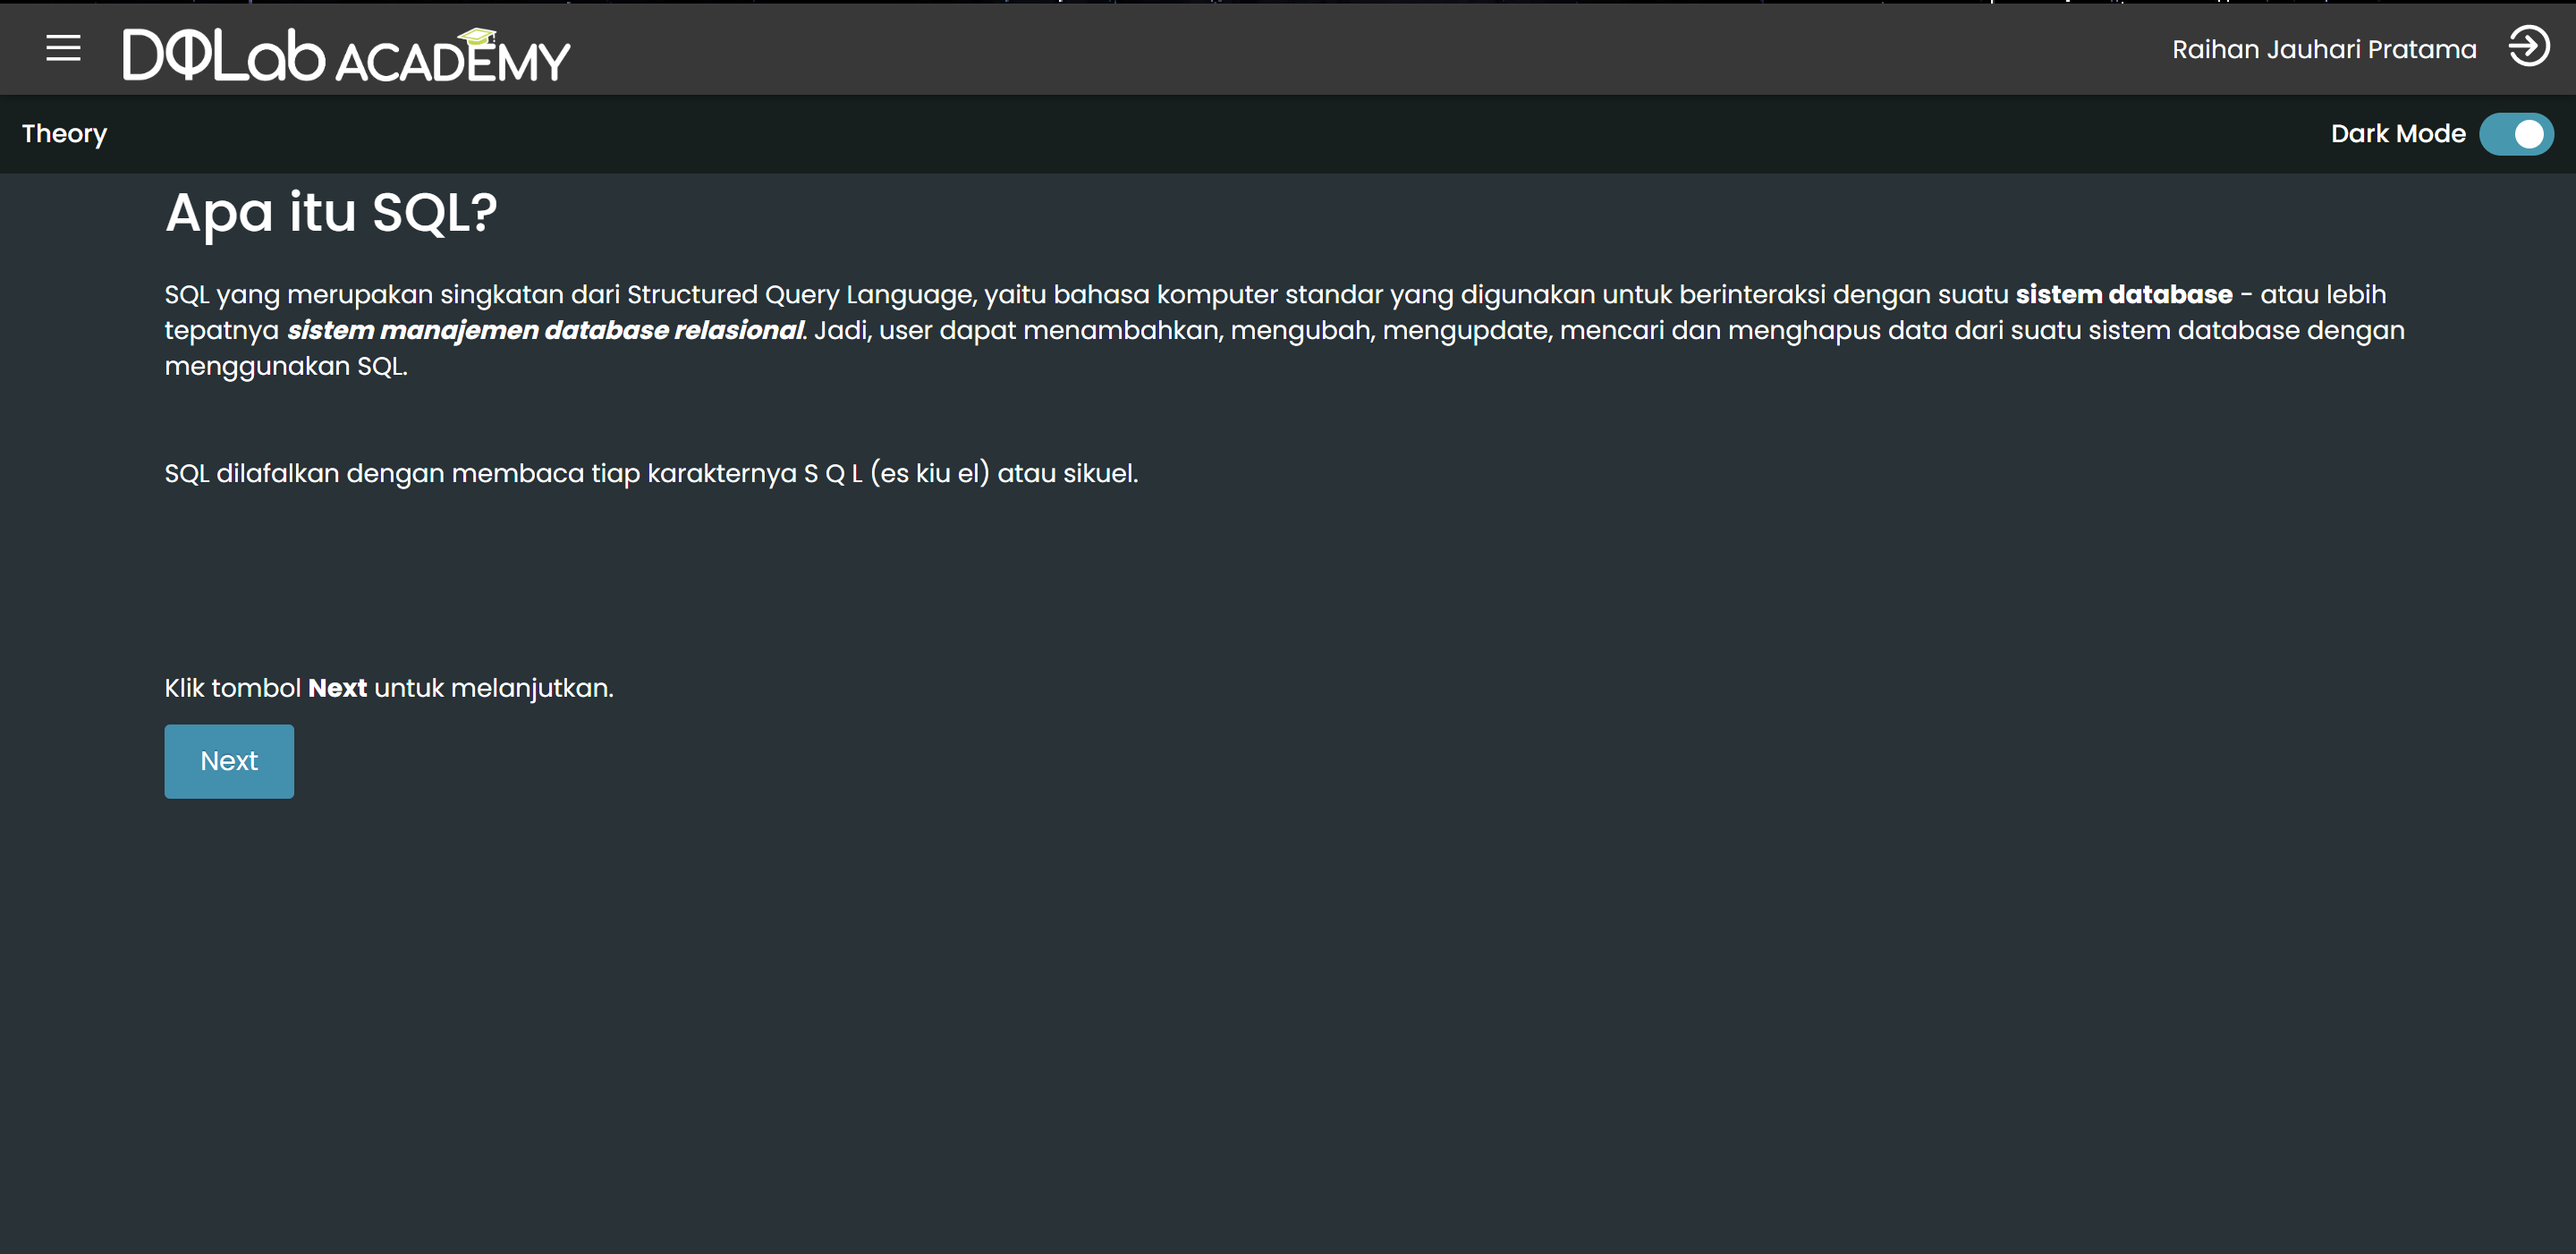 DQLab ACADEMY
Raihan Jauhari Pratama
Theory
Dark Mode
Apa itu SQL?
SQL yang merupakan singkatan dari Structured Query Language, yaitu bahasa komputer standar yang digunakan untuk berinteraksi dengan suatu sistem database - atau lebih
tepatnya sistem manajemen database relasional. Jadi, user dapat menambahkan, mengubah, mengupdate, mencari dan menghapus data dari suatu sistem database dengan
menggunakan SQL.
SQL dilafalkan dengan membaca tiap karakternya S Q L (es kiu el) atau sikuel.
Klik tombol Next untuk melanjutkan.
Next